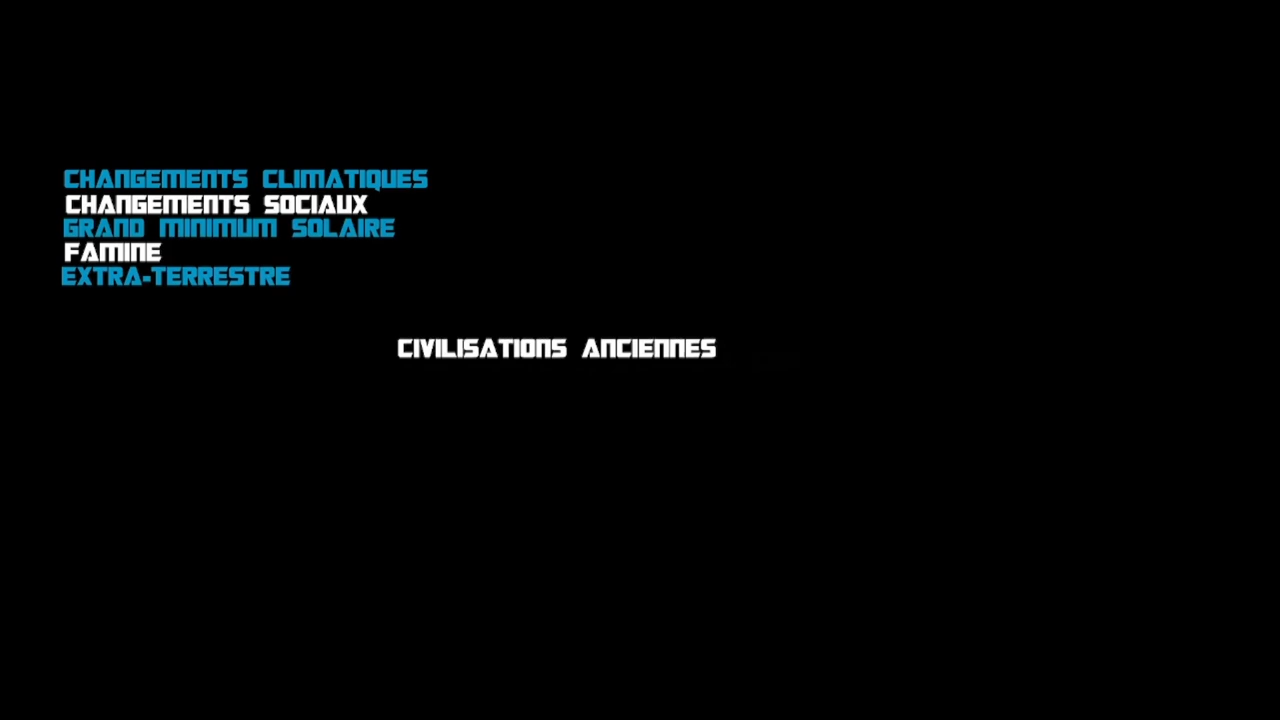 CHANGEMENTS CLIMATIQUES
CHANGEMENTS SOCIAUX
GRAND MINIMUM SOLAIRE
FAMINE
EXTRA-TERRESTRE
CIVILISATIONS ANCIENNES